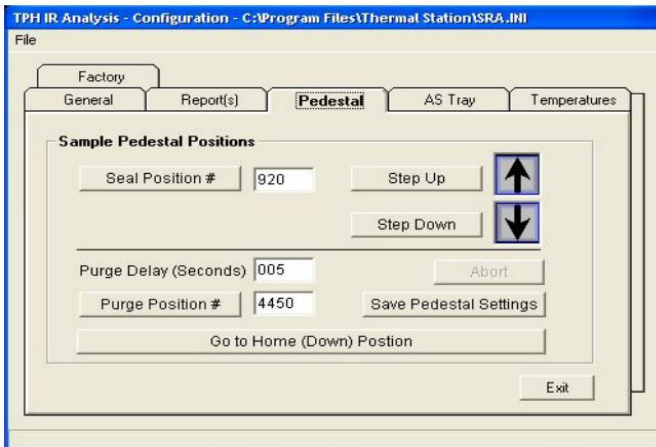 TPH IR Analysis - Configuration - C:\Program Files\Thermal Station\SRA.INI
File
Factory
General Report(s) Pedestal AS Tray Temperatures
Sample Pedestal Positions
Seal Position # 920 Step Up
Step Down
Purge Delay (Seconds) 005 Abort
Purge Position # 4450 Save Pedestal Settings
Go to Home (Down) Postion
Exit